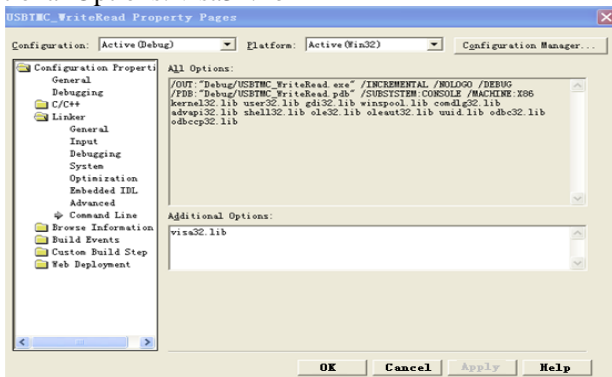 USBTMC_WriteRead Property Pages
Configuration: Active(Debug) Platform: Active(Win32) Configuration Manager...
Configuration Properti
General
Debugging
C/C++
Linker
General
Input
Debugging
System
Optimization
Embedded IDL
Advanced
Command Line
Browse Information
Build Events
Custom Build Step
Web Deployment
All Options:
/OUT:"Debug/USBTMC_WriteRead.exe" /INCREMENTAL /NOLOGO /DEBUG
/PDB:"Debug/USBTMC_WriteRead.pdb" /SUBSYSTEM:CONSOLE /MACHINE:X86
kernel32.lib user32.lib gdi32.lib winspool.lib comdlg32.lib
advapi32.lib shell32.lib ole32.lib oleaut32.lib uuid.lib odbc32.lib
odbccp32.lib
Additional Options:
visa32.lib
OK Cancel Apply Help